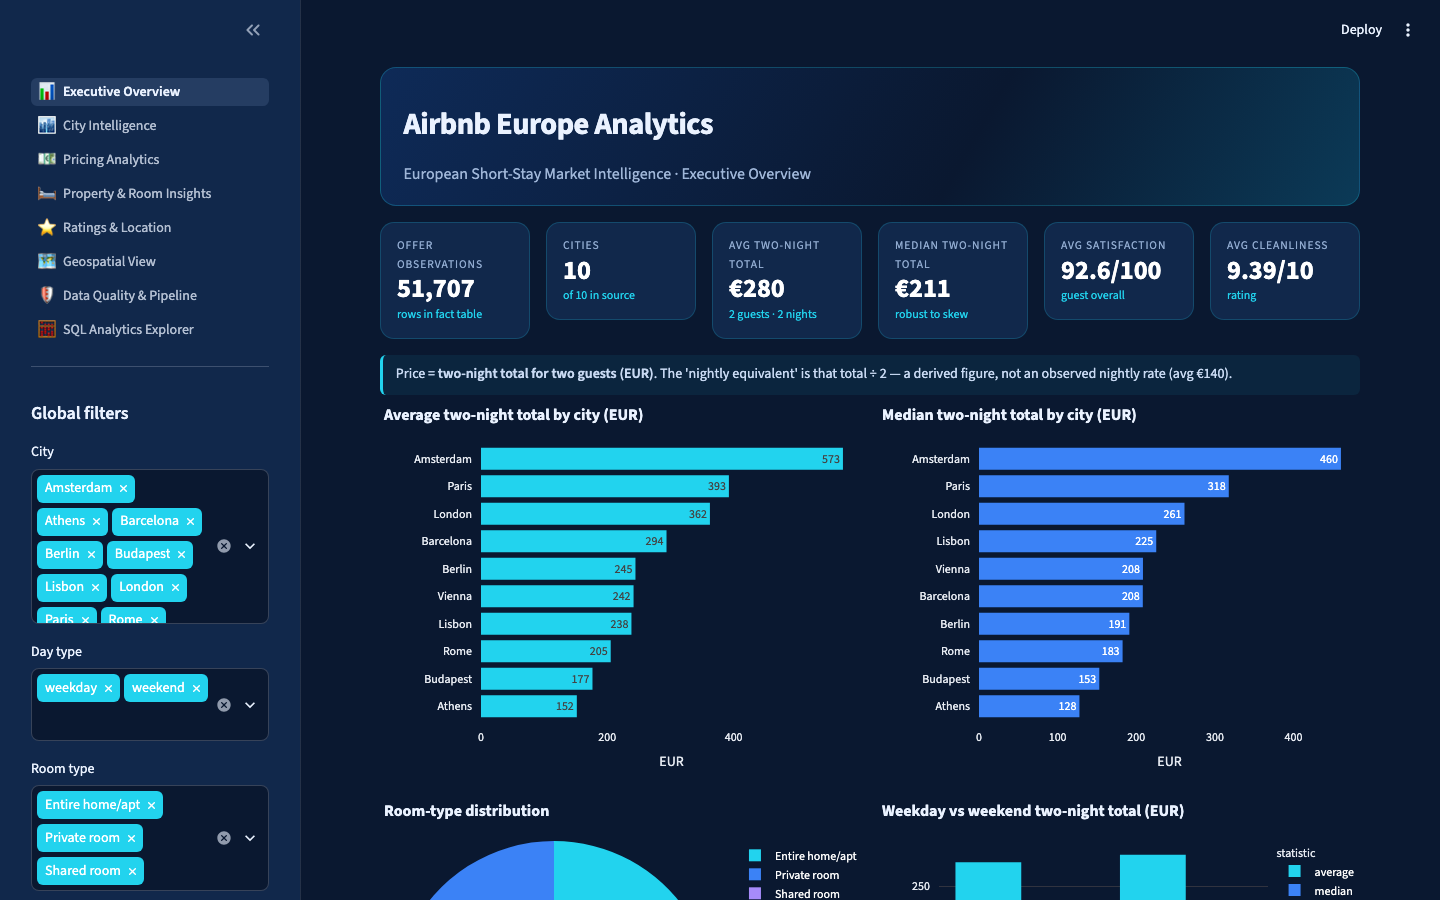 Deploy
Executive Overview
City Intelligence
Pricing Analytics
Property & Room Insights
Ratings & Location
Geospatial View
Data Quality & Pipeline
SQL Analytics Explorer
Global filters
City
Amsterdam ×
Athens × Barcelona ×
Berlin × Budapest ×
Lisbon × London ×
Paris × Rome ×
Day type
weekday × weekend ×
Room type
Entire home/apt ×
Private room ×
Shared room ×
Airbnb Europe Analytics
European Short-Stay Market Intelligence · Executive Overview
OFFER
OBSERVATIONS
51,707
rows in fact table
CITIES
10
of 10 in source
AVG TWO-NIGHT
TOTAL
€280
2 guests · 2 nights
MEDIAN TWO-NIGHT
TOTAL
€211
robust to skew
AVG SATISFACTION
92.6/100
guest overall
AVG CLEANLINESS
9.39/10
rating
Price = two-night total for two guests (EUR). The 'nightly equivalent' is that total ÷ 2 — a derived figure, not an observed nightly rate (avg €140).
Average two-night total by city (EUR)
Amsterdam 573
Paris 393
London 362
Barcelona 294
Berlin 245
Vienna 242
Lisbon 238
Rome 205
Budapest 177
Athens 152
0 200 400
EUR
Median two-night total by city (EUR)
Amsterdam 460
Paris 318
London 261
Lisbon 225
Vienna 208
Barcelona 208
Berlin 191
Rome 183
Budapest 153
Athens 128
0 100 200 300 400
EUR
Room-type distribution
Entire home/apt
Private room
Shared room
Weekday vs weekend two-night total (EUR)
250
statistic
average
median